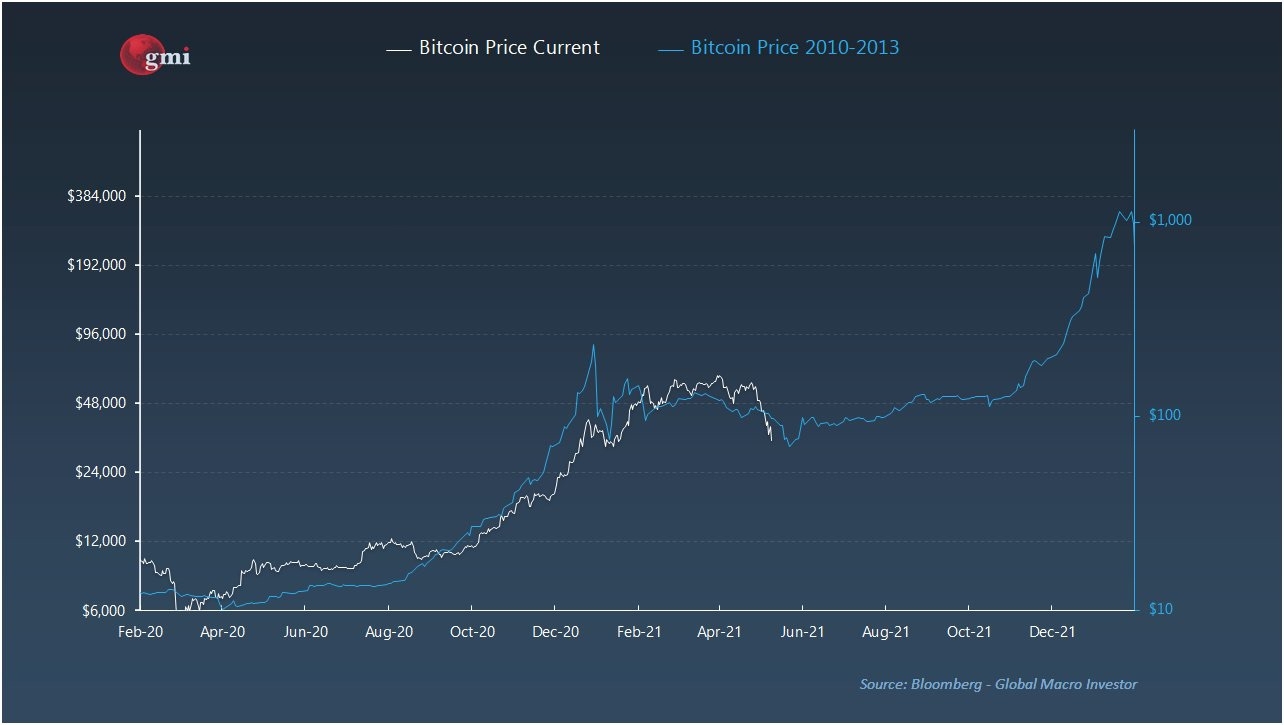 gmi
Bitcoin Price Current
Bitcoin Price 2010-2013
$384,000
$192,000
$96,000
$48,000
$24,000
$12,000
$6,000
$1,000
$100
$10
Feb-20 Apr-20 Jun-20 Aug-20 Oct-20 Dec-20 Feb-21 Apr-21 Jun-21 Aug-21 Oct-21 Dec-21
Source: Bloomberg - Global Macro Investor